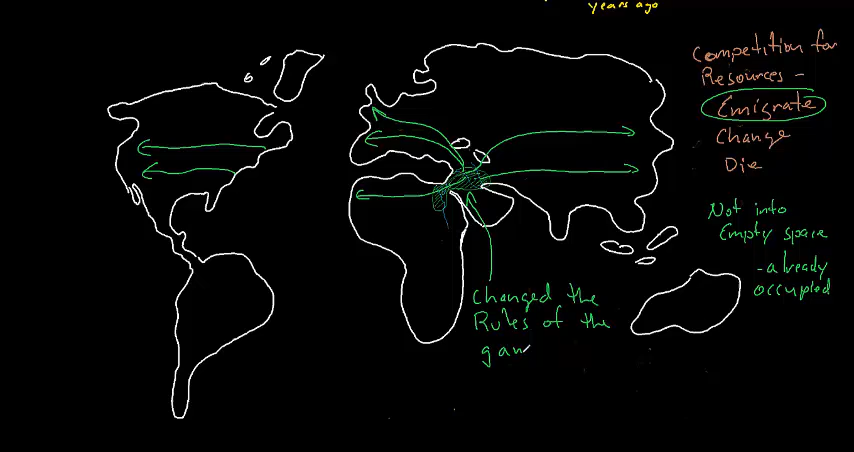 years ago
Competition for
Resources -
Emigrate
Change
Die
Not into
Empty space
- already
occupied
Changed the
Rules of the
gam